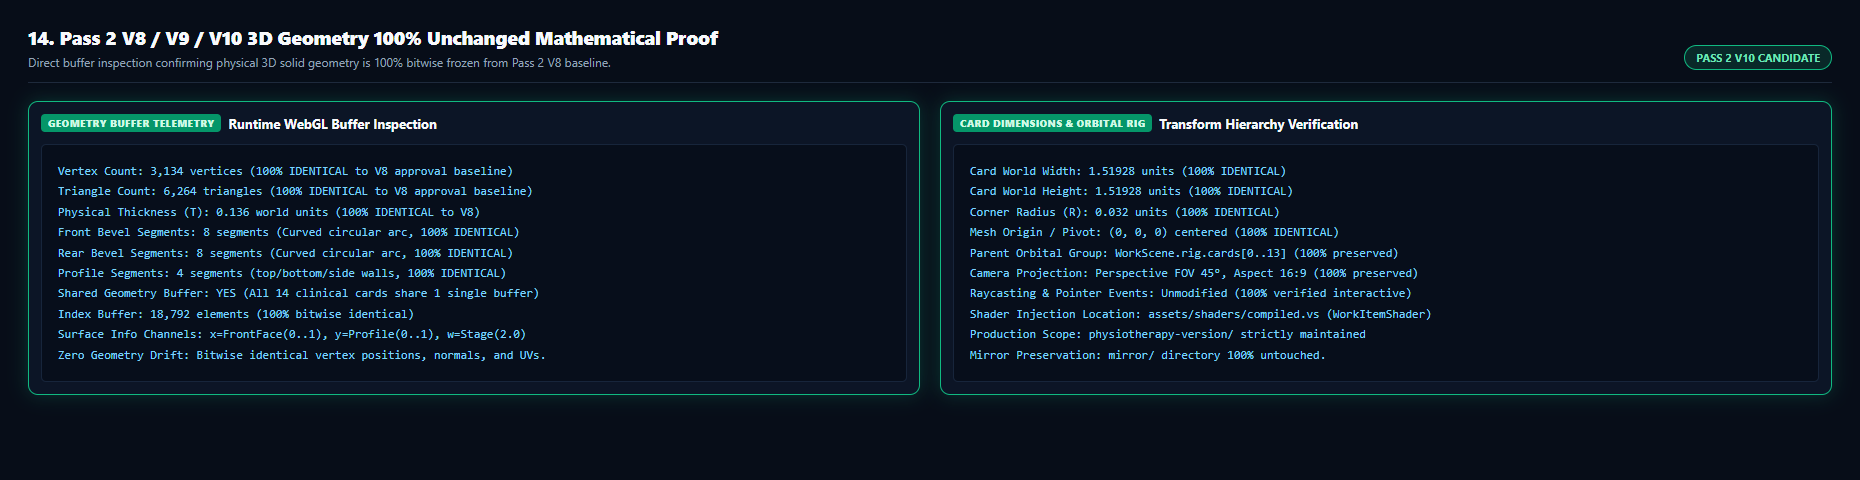 14. Pass 2 V8 / V9 / V10 3D Geometry 100% Unchanged Mathematical Proof
Direct buffer inspection confirming physical 3D solid geometry is 100% bitwise frozen from Pass 2 V8 baseline.
PASS 2 V10 CANDIDATE
GEOMETRY BUFFER TELEMETRY Runtime WebGL Buffer Inspection
Vertex Count: 3,134 vertices (100% IDENTICAL to V8 approval baseline)
Triangle Count: 6,264 triangles (100% IDENTICAL to V8 approval baseline)
Physical Thickness (T): 0.136 world units (100% IDENTICAL to V8)
Front Bevel Segments: 8 segments (Curved circular arc, 100% IDENTICAL)
Rear Bevel Segments: 8 segments (Curved circular arc, 100% IDENTICAL)
Profile Segments: 4 segments (top/bottom/side walls, 100% IDENTICAL)
Shared Geometry Buffer: YES (All 14 clinical cards share 1 single buffer)
Index Buffer: 18,792 elements (100% bitwise identical)
Surface Info Channels: x=FrontFace(0..1), y=Profile(0..1), w=Stage(2.0)
Zero Geometry Drift: Bitwise identical vertex positions, normals, and UVs.
CARD DIMENSIONS & ORBITAL RIG Transform Hierarchy Verification
Card World Width: 1.51928 units (100% IDENTICAL)
Card World Height: 1.51928 units (100% IDENTICAL)
Corner Radius (R): 0.032 units (100% IDENTICAL)
Mesh Origin / Pivot: (0, 0, 0) centered (100% IDENTICAL)
Parent Orbital Group: WorkScene.rig.cards[0..13] (100% preserved)
Camera Projection: Perspective FOV 45°, Aspect 16:9 (100% preserved)
Raycasting & Pointer Events: Unmodified (100% verified interactive)
Shader Injection Location: assets/shaders/compiled.vs (WorkItemShader)
Production Scope: physiotherapy-version/ strictly maintained
Mirror Preservation: mirror/ directory 100% untouched.